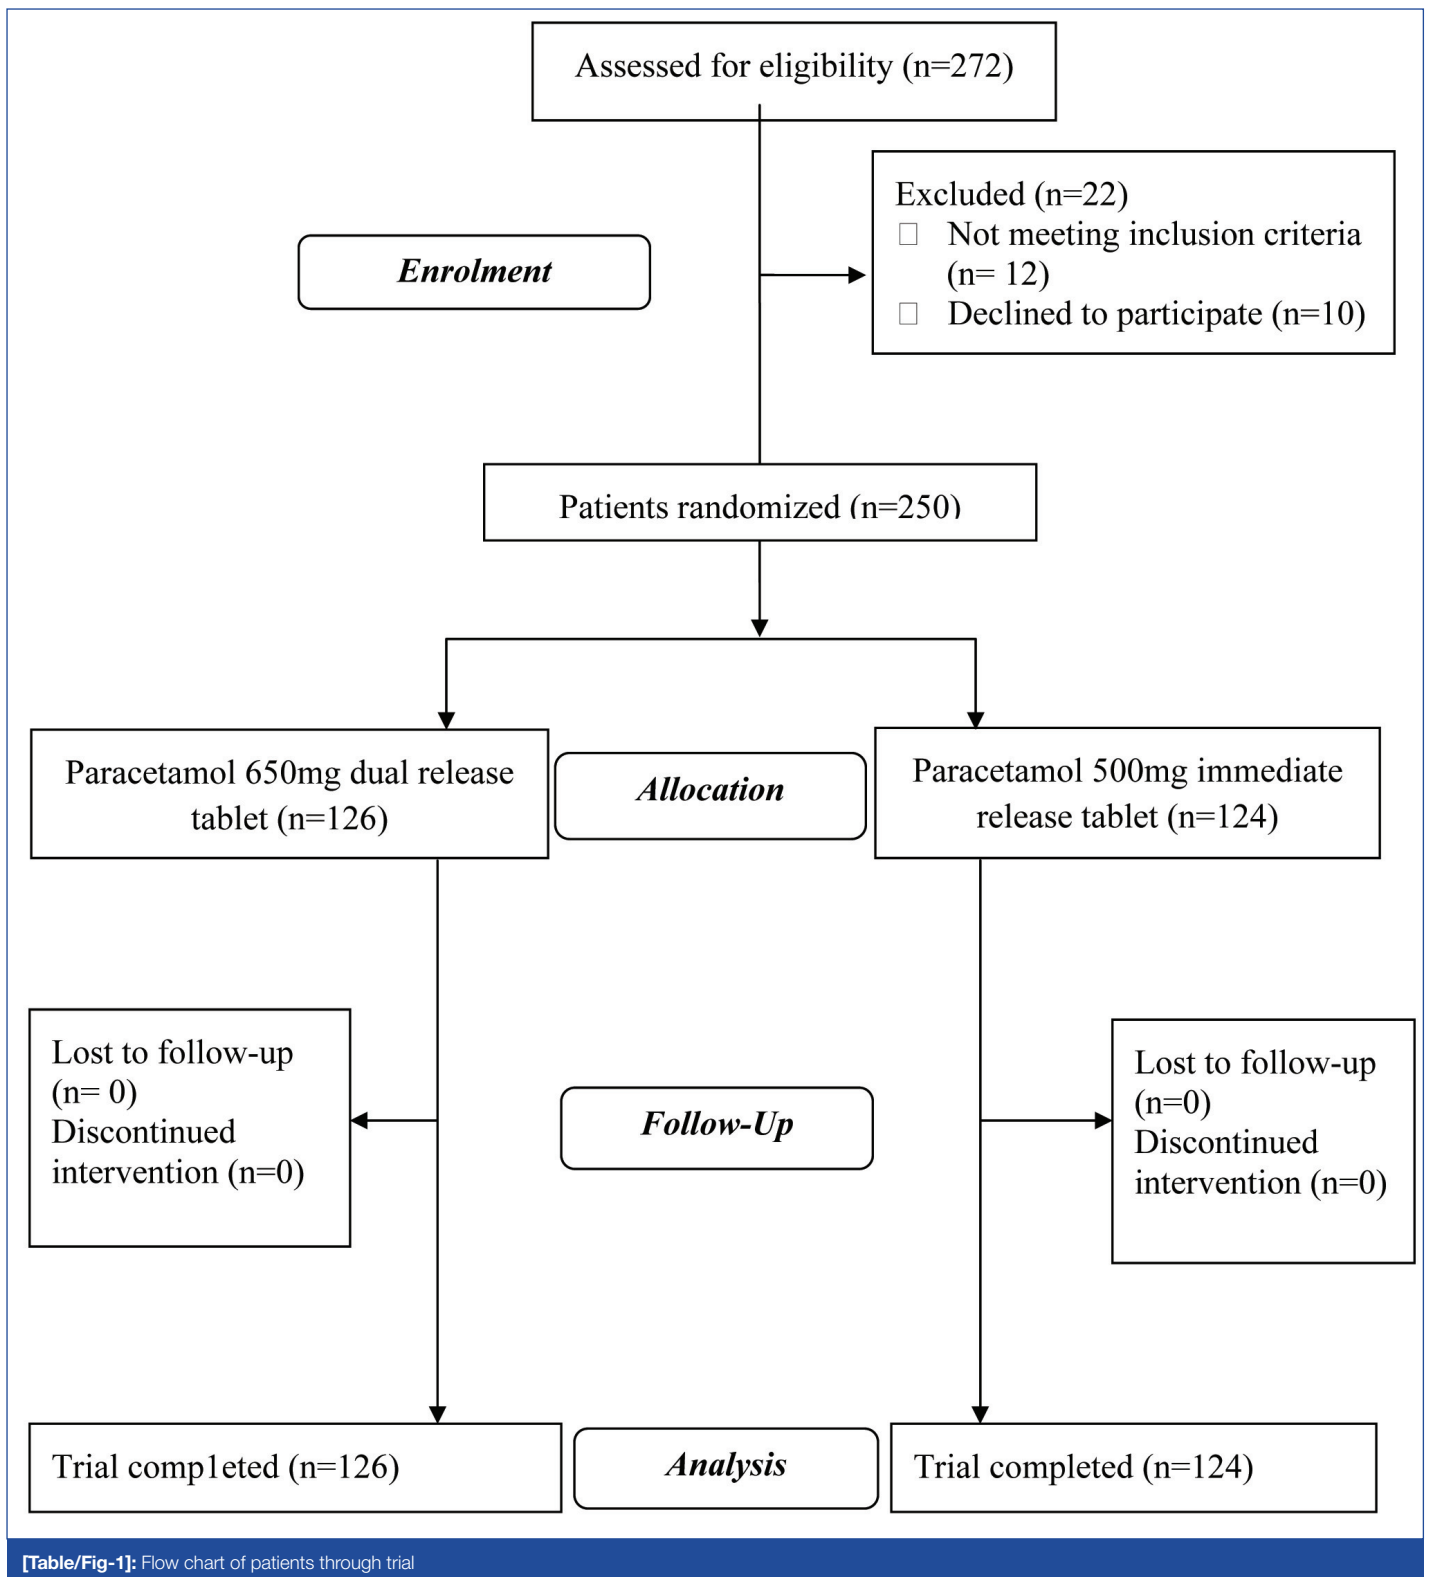 Assessed for eligibility (n=272)
Excluded (n=22)
Not meeting inclusion criteria
(n= 12)
Declined to participate (n=10)
Enrolment
Patients randomized (n=250)
Paracetamol 650mg dual release
tablet (n=126)
Allocation
Paracetamol 500mg immediate
release tablet (n=124)
Lost to follow-up
(n= 0)
Discontinued
intervention (n=0)
Follow-Up
Lost to follow-up
(n=0)
Discontinued
intervention (n=0)
Trial comp1eted (n=126)
Analysis
Trial completed (n=124)
[Table/Fig-1]: Flow chart of patients through trial